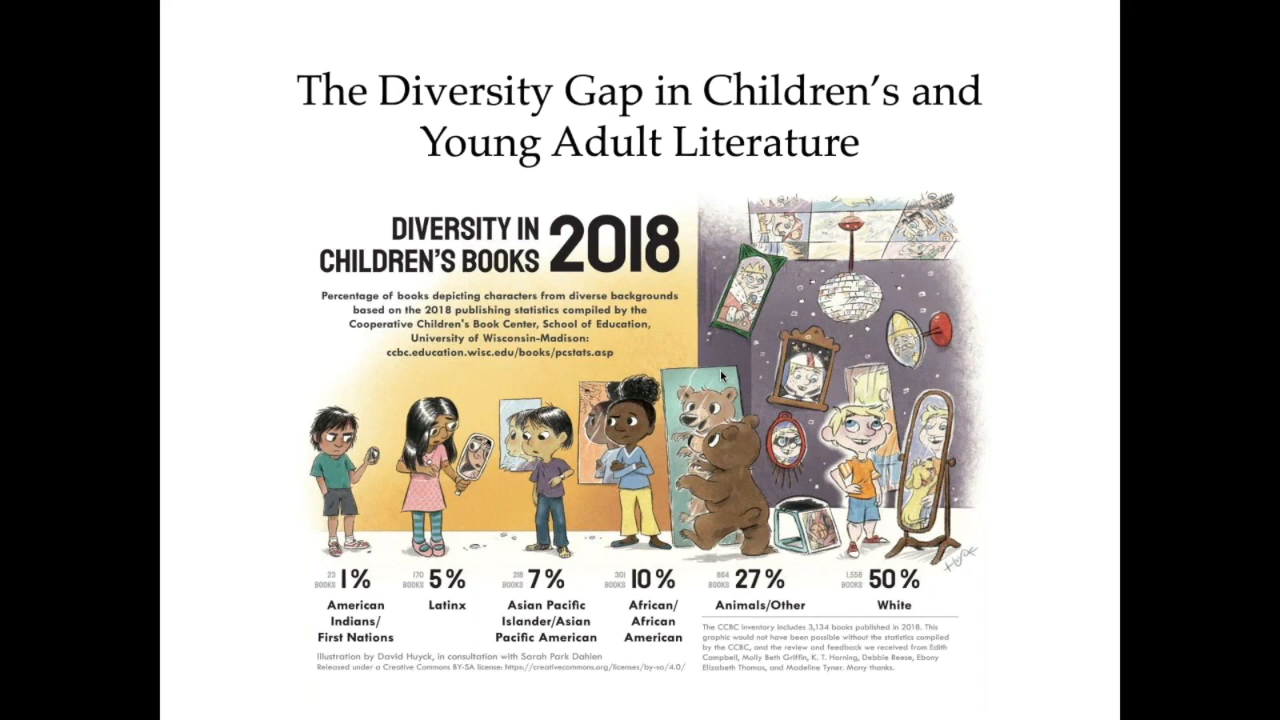 The Diversity Gap in Children's and
Young Adult Literature
DIVERSITY IN
CHILDREN'S BOOKS 2018
Percentage of books depicting characters from diverse backgrounds
based on the 2018 publishing statistics compiled by the
Cooperative Children's Book Center, School of Education,
University of Wisconsin-Madison:
ccbc.education.wisc.edu/books/pcstats.asp
23 BOOKS 1%
American
Indians/
First Nations
170 BOOKS 5%
Latinx
218 BOOKS 7%
Asian Pacific
Islander/Asian
Pacific American
301 BOOKS 10%
African/
African
American
864 BOOKS 27%
Animals/Other
1,558 BOOKS 50%
White
Illustration by David Huyck, in consultation with Sarah Park Dahlen
Released under a Creative Commons BY-SA license: https://creativecommons.org/licenses/by-sa/4.0/
The CCBC inventory includes 3,134 books published in 2018. This
graphic would not have been possible without the statistics compiled
by the CCBC, and the review and feedback we received from Edith
Campbell, Molly Beth Griffin, K. T. Horning, Debbie Reese, Ebony
Elizabeth Thomas, and Madeline Tyner. Many thanks.